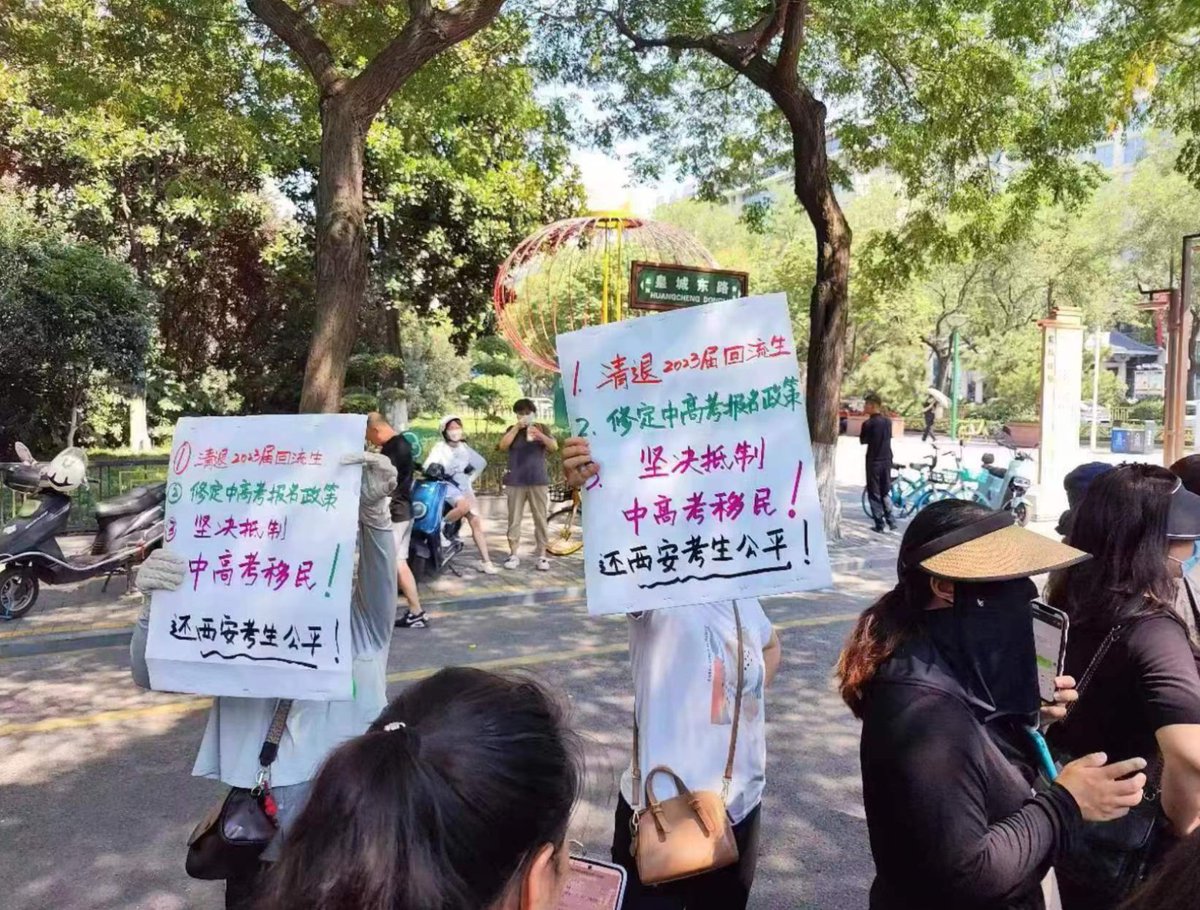 皇城东路
HUANGCHENG DONGLU
① 清退2023届回流生
② 修定中高考报名政策
3 坚决抵制
中高考移民!
还西安考生公平!
1. 清退2023届回流生
2. 修定中高考报名政策
3. 坚决抵制
中高考移民!
还西安考生公平!